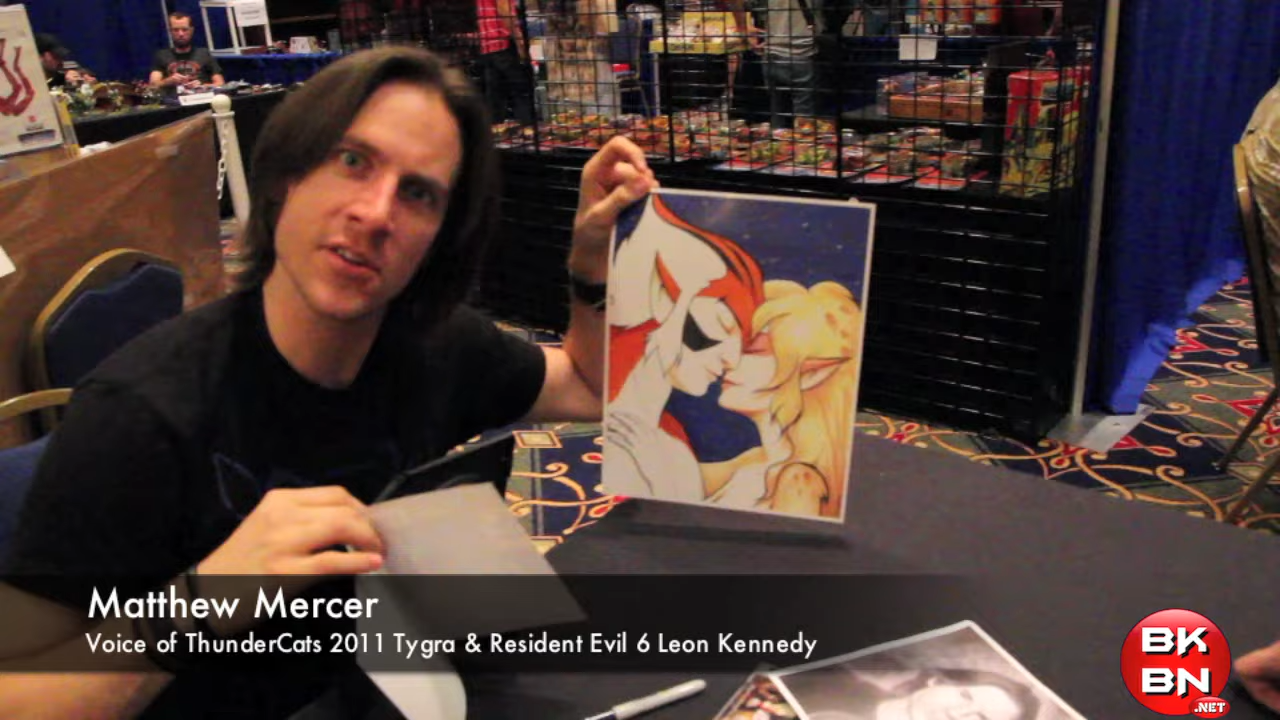 Matthew Mercer
Voice of ThunderCats 2011 Tygra & Resident Evil 6 Leon Kennedy
BK
BN
.NET